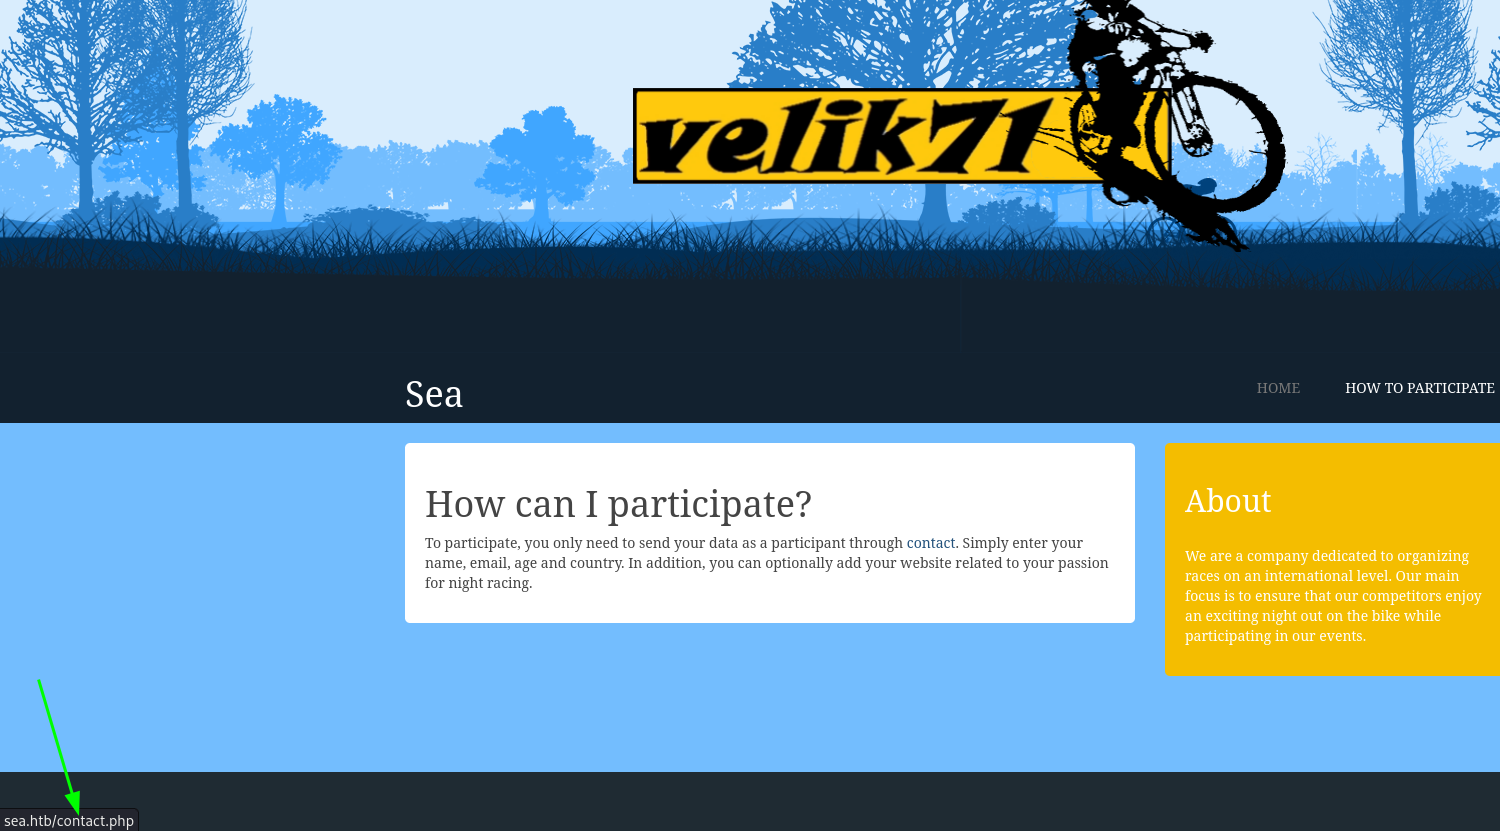 velik71
Sea
HOME
HOW TO PARTICIPATE
How can I participate?
To participate, you only need to send your data as a participant through contact. Simply enter your
name, email, age and country. In addition, you can optionally add your website related to your passion
for night racing.
About
We are a company dedicated to organizing
races on an international level. Our main
focus is to ensure that our competitors enjoy
an exciting night out on the bike while
participating in our events.
sea.htb/contact.php